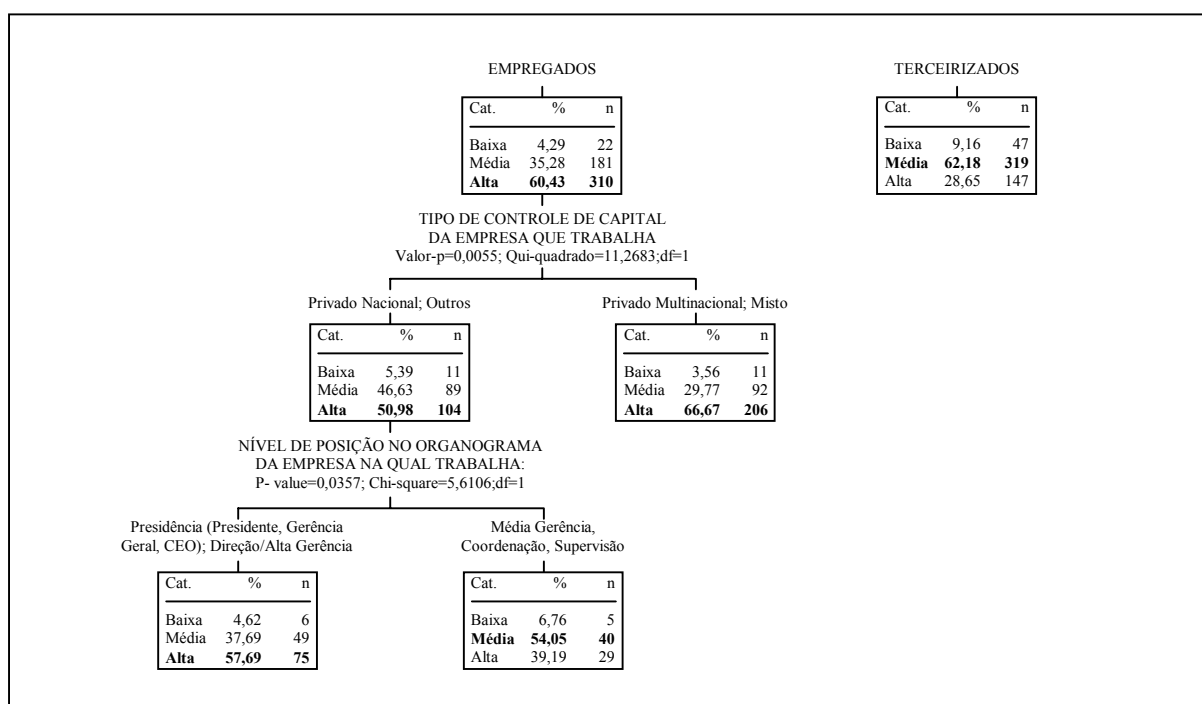 EMPREGADOS
Cat. % n
Baixa 4,29 22
Média 35,28 181
Alta 60,43 310
TERCEIRIZADOS
Cat. % n
Baixa 9,16 47
Média 62,18 319
Alta 28,65 147
TIPO DE CONTROLE DE CAPITAL
DA EMPRESA QUE TRABALHA
Valor-p=0,0055; Qui-quadrado=11,2683;df=1
Privado Nacional; Outros
Cat. % n
Baixa 5,39 11
Média 46,63 89
Alta 50,98 104
Privado Multinacional; Misto
Cat. % n
Baixa 3,56 11
Média 29,77 92
Alta 66,67 206
NÍVEL DE POSIÇÃO NO ORGANOGRAMA
DA EMPRESA NA QUAL TRABALHA:
P- value=0,0357; Chi-square=5,6106;df=1
Presidência (Presidente, Gerência
Geral, CEO); Direção/Alta Gerência
Cat. % n
Baixa 4,62 6
Média 37,69 49
Alta 57,69 75
Média Gerência,
Coordenação, Supervisão
Cat. % n
Baixa 6,76 5
Média 54,05 40
Alta 39,19 29